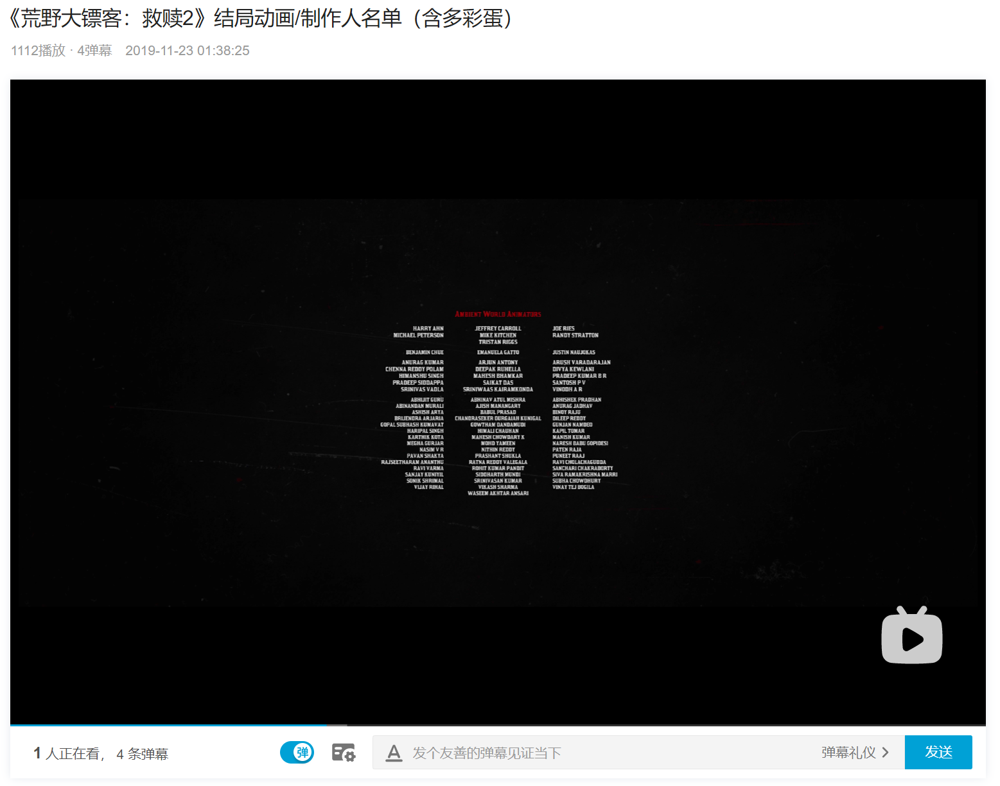 《荒野大镖客：救赎2》结局动画/制作人名单（含多彩蛋）
1112播放 · 4弹幕 2019-11-23 01:38:25
AMBIENT WORLD ANIMATORS
HARRY AHN JEFFREY CARROLL JOE RIES
MICHAEL PETERSON MIKE KITCHEN RANDY STRATTON
TRISTAN RIGGS
BENJAMIN CHUE EMANUELA GATTO JUSTIN NAUJOKAS
ANURAG KUMAR ARJUN ANTONY ARUSH VARADARAJAN
CHENNA REDDY POLAM DEEPAK RUHELLA DIVYA KEWLANI
HIMANSHU SINGH MAHESH BHAMKAR PRADEEP KUMAR B R
PRADEEP SIDDAPPA SAIKAT DAS SANTOSH P V
SRINIVAS VADLA SRINIWAAS KAIRAMKONDA VINODH A R
ABHIJIT GURU ABHINAV ATUL MISHRA ABHISHEK PRADHAN
ABINANDAN MURALI AJISH MANANGARY ANURAG JADHAV
ASHISH ARYA BABUL PRASAD BINOY RAJU
BRIJENDRA ARJARIA CHANDRASEKER DURGAIAH KUNIGAL DILEEP REDDY
GOPAL SUBHASH KUMAVAT GOWTHAM DANDAMUDI GUNJAN NAMDEO
HARIPAL SINGH HIMALI CHAUHAN KAPIL TOMAR
KARTHIK KOTA MAHESH CHOWDARY K MANISH KUMAR
MEGHA GURJAR MOHD YAMEEN NARESH BABU GOPIDESI
NASIM V R NITHIN REDDY PATEN RAJA
PAVAN SHAKYA PRASHANT SHUKLA PUNEET RAAJ
RAJSEETHARAM ANANTHU RATNA REDDY VALEGALA RAVI CHOLACHAGUDDA
RAVI VARMA ROHIT KUMAR PANDIT SANCHARI CHAKRABORTY
SANJAY KUNIYIL SIDDHARTH MUNDI SIVA RAMAKRISHNA MARRI
SONIK SHRIMAL SRINIVASAN KUMAR SUBHA CHOWDHURY
VIJAY RIHAL VIKASH SHARMA VINAY TEJ BOGILA
WASEEM AKHTAR ANSARI
1 人正在看， 4 条弹幕 弹 A 发个友善的弹幕见证当下 弹幕礼仪 发送